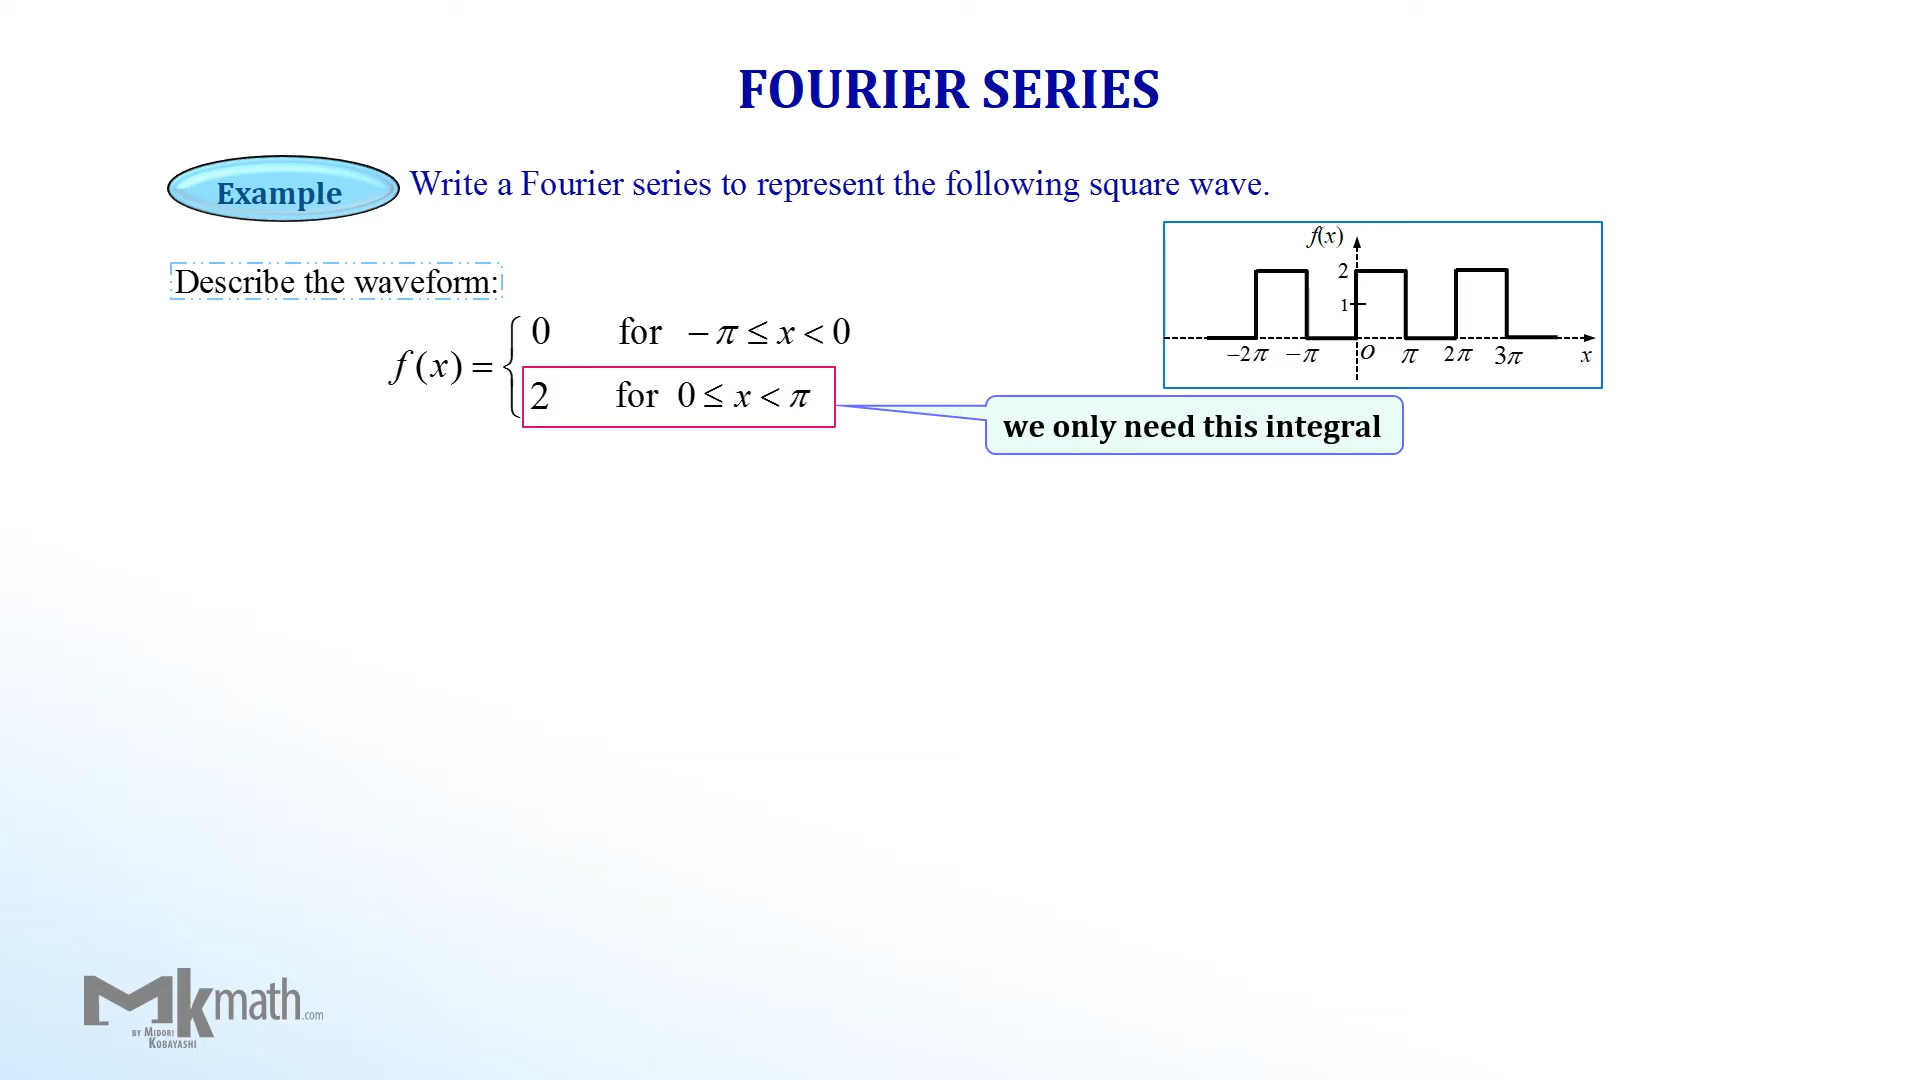 FOURIER SERIES
Example Write a Fourier series to represent the following square wave.
Describe the waveform:
f(x) = { 0 for −π ≤ x < 0
2 for 0 ≤ x < π
we only need this integral
f(x)
2
1
−2π −π O π 2π 3π x
Mkmath.com
BY MIDORI
KOBAYASHI